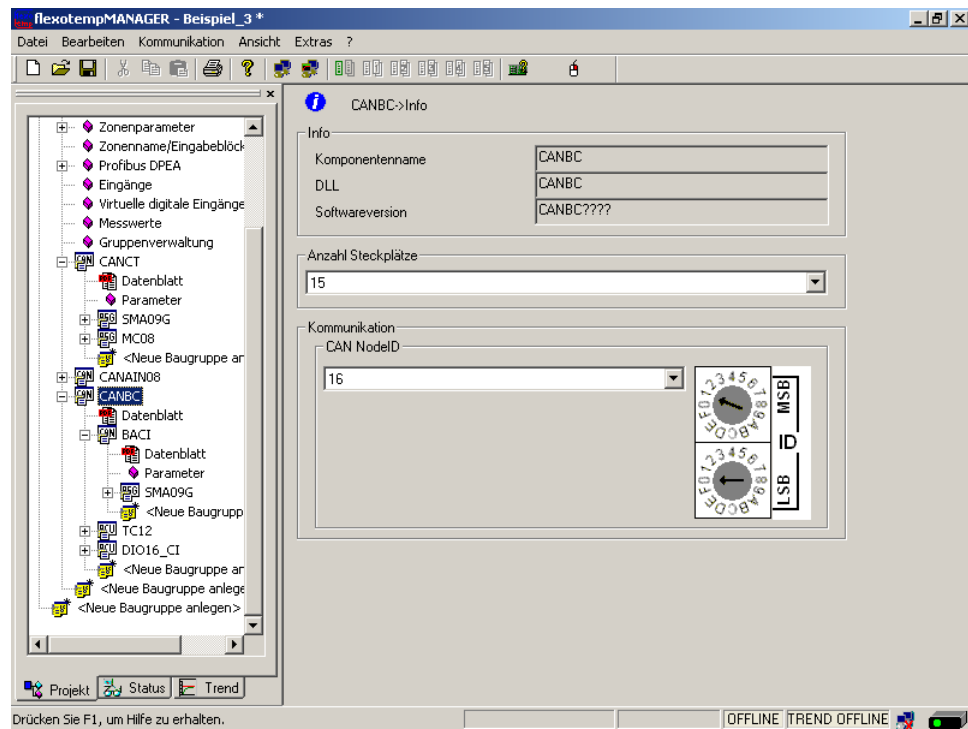 flexotempMANAGER - Beispiel_3 *
Datei Bearbeiten Kommunikation Ansicht Extras ?
CANBC->Info
Zonenparameter
Zonenname/Eingabeblöck
Profibus DPEA
Eingänge
Virtuelle digitale Eingänge
Messwerte
Gruppenverwaltung
CANCT
Datenblatt
Parameter
SMA09G
MC08
<Neue Baugruppe ar
CANAIN08
CANBC
Datenblatt
BACI
Datenblatt
Parameter
SMA09G
<Neue Baugrupp
TC12
DIO16_CI
<Neue Baugruppe ar
<Neue Baugruppe anlege
<Neue Baugruppe anlegen>
Projekt Status Trend
Info
Komponentenname CANBC
DLL CANBC
Softwareversion CANBC????
Anzahl Steckplätze
15
Kommunikation
CAN NodeID
16
0123456789ABCDEF MSB
ID
0123456789ABCDEF LSB
Drücken Sie F1, um Hilfe zu erhalten.
OFFLINE TREND OFFLINE